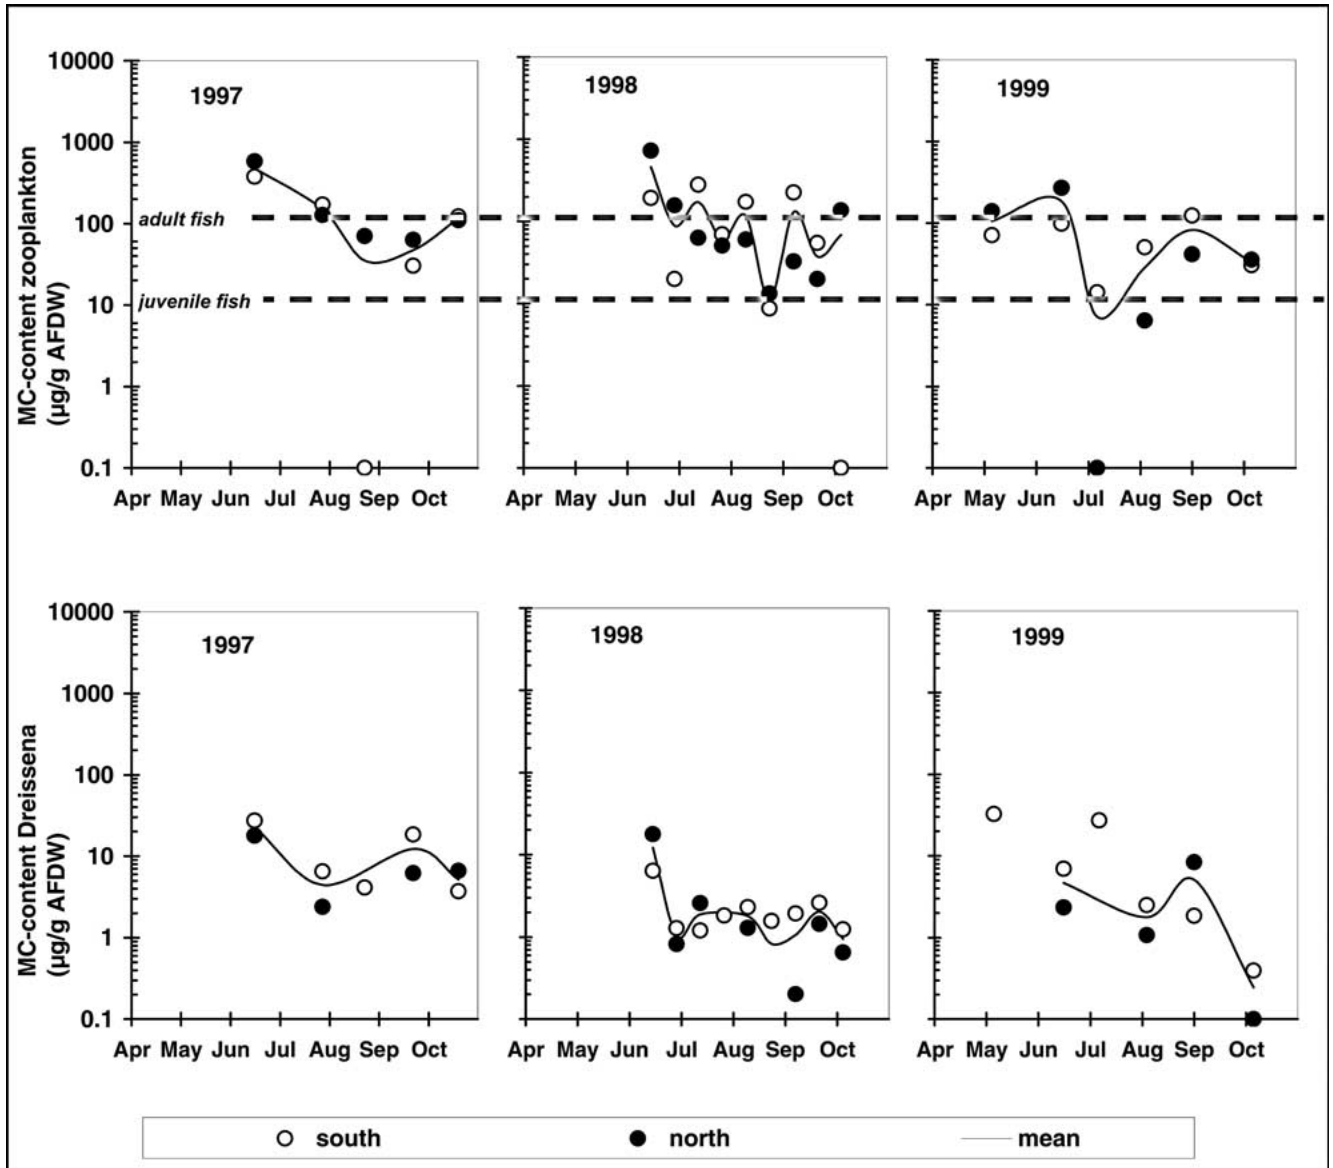 1997
1998
1999
MC-content zooplankton
(µg/g AFDW)
10000
1000
100
10
1
0.1
adult fish
juvenile fish
Apr May Jun Jul Aug Sep Oct
Apr May Jun Jul Aug Sep Oct
Apr May Jun Jul Aug Sep Oct
1997
1998
1999
MC-content Dreissena
(µg/g AFDW)
10000
1000
100
10
1
0.1
Apr May Jun Jul Aug Sep Oct
Apr May Jun Jul Aug Sep Oct
Apr May Jun Jul Aug Sep Oct
south north mean